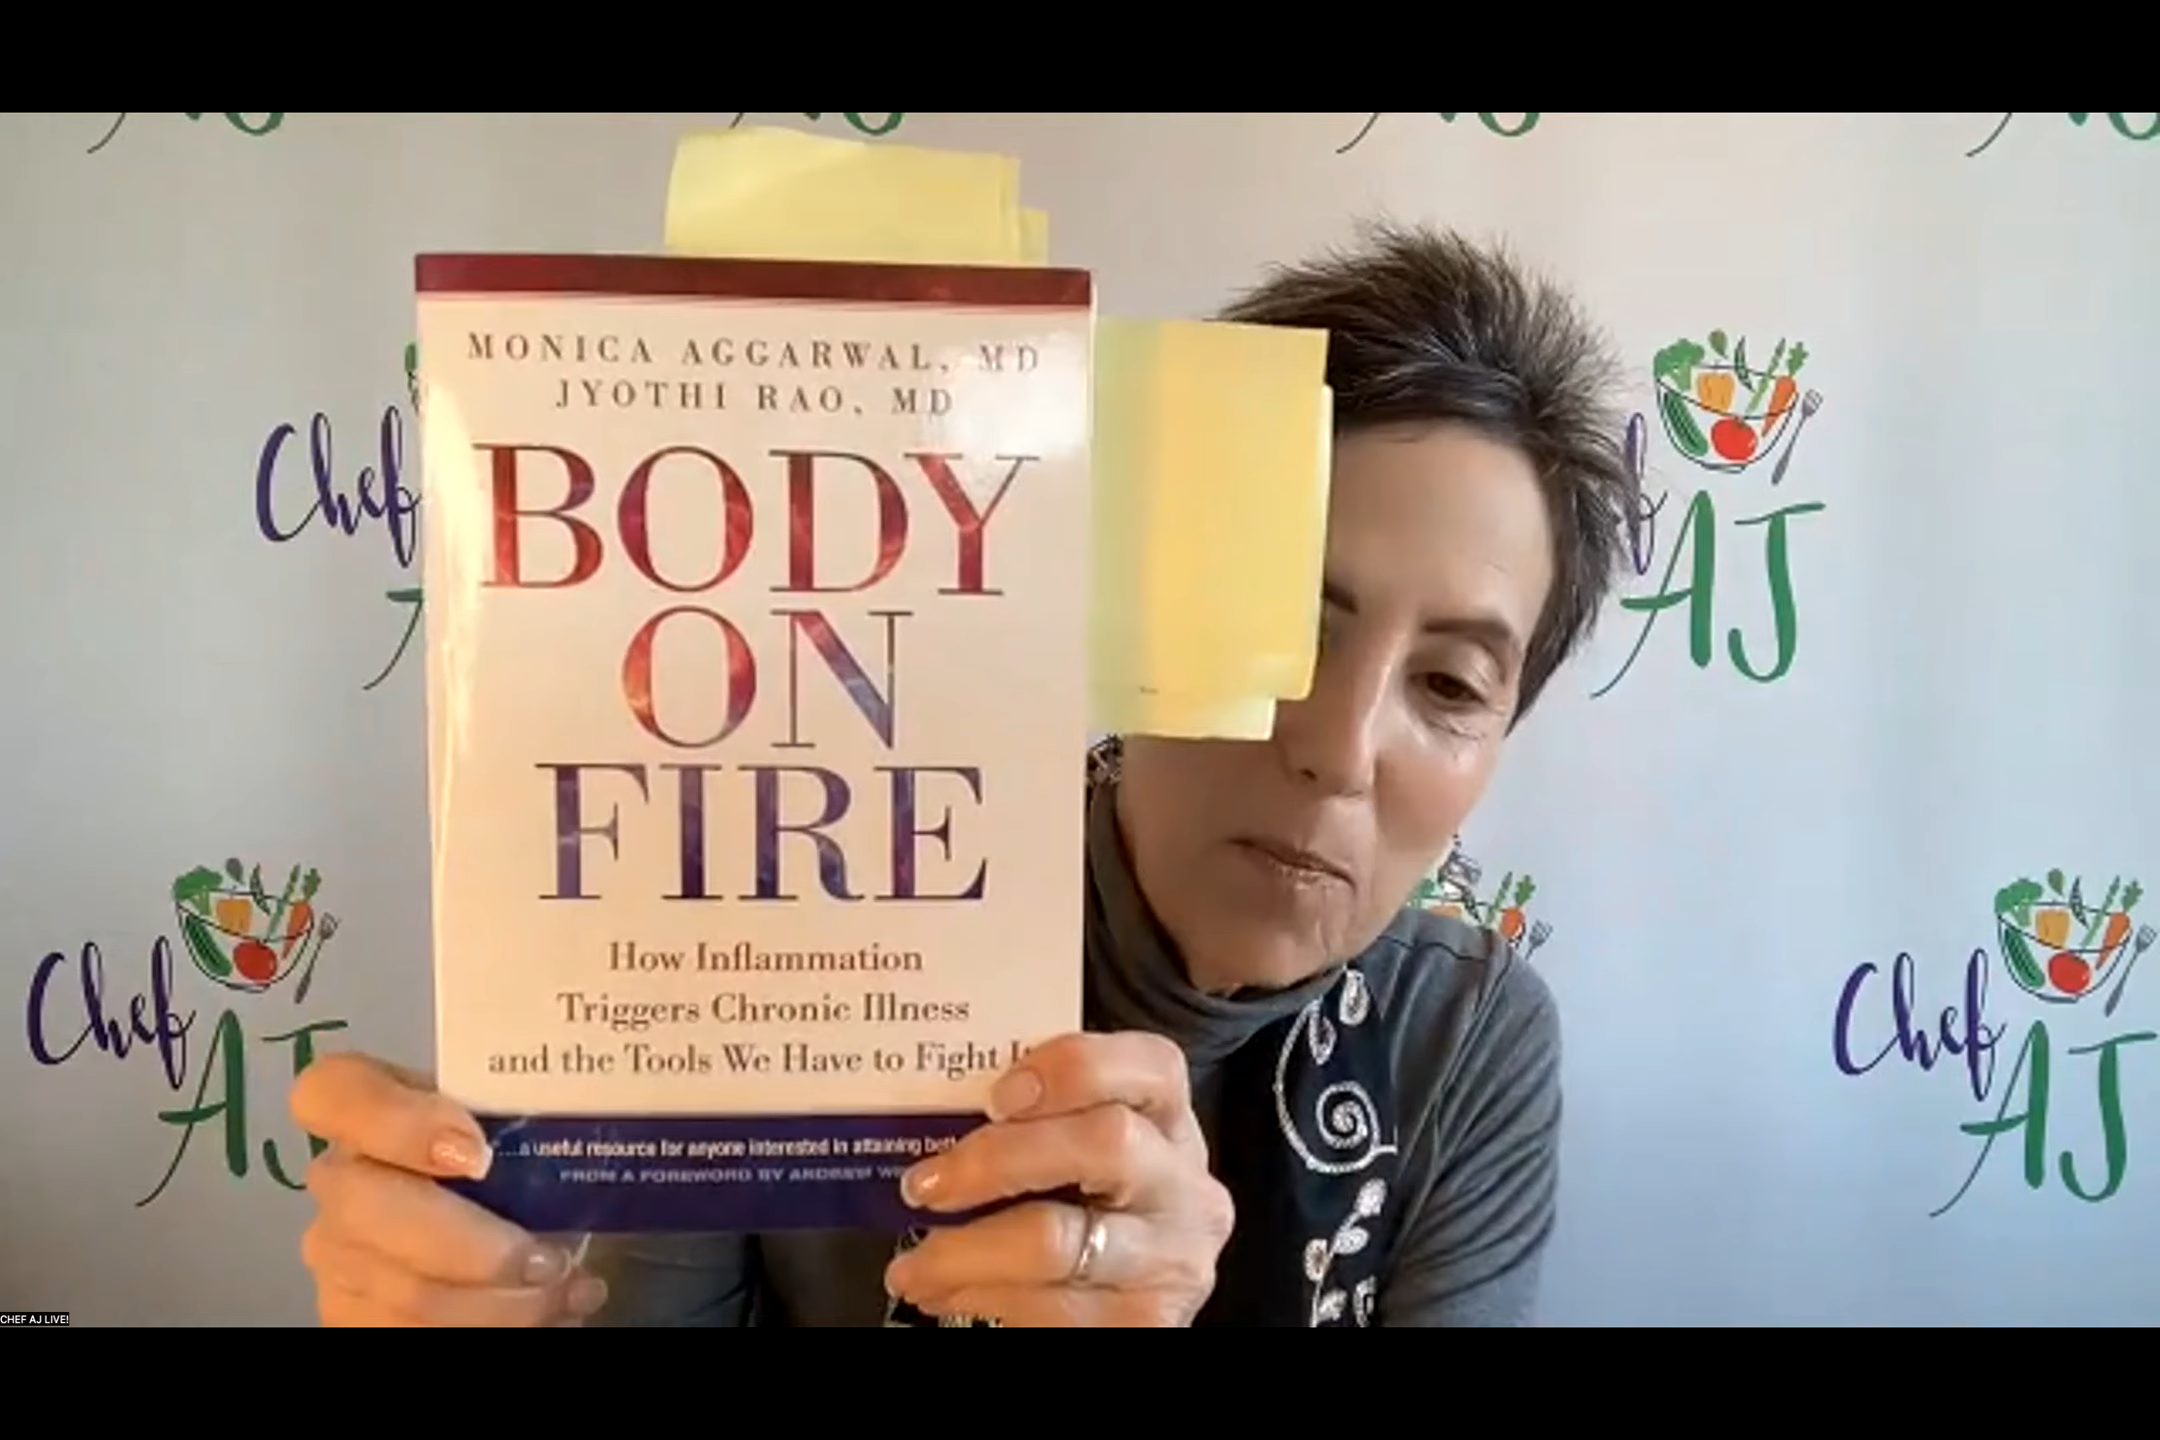 MONICA AGGARWAL, MD
JYOTHI RAO, MD
BODY
ON
FIRE
How Inflammation
Triggers Chronic Illness
and the Tools We Have to Fight
"...a useful resource for anyone interested in attaining
FROM A FOREWORD BY ANDREW
Chef
AJ
Chef
AJ
Chef
AJ
CHEF AJ LIVE!